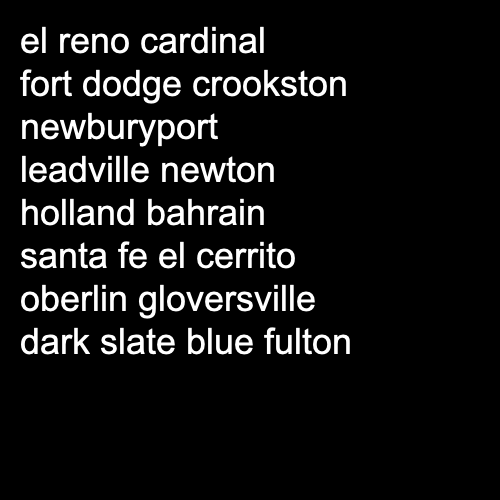 el reno cardinal
fort dodge crookston
newburyport
leadville newton
holland bahrain
santa fe el cerrito
oberlin gloversville
dark slate blue fulton